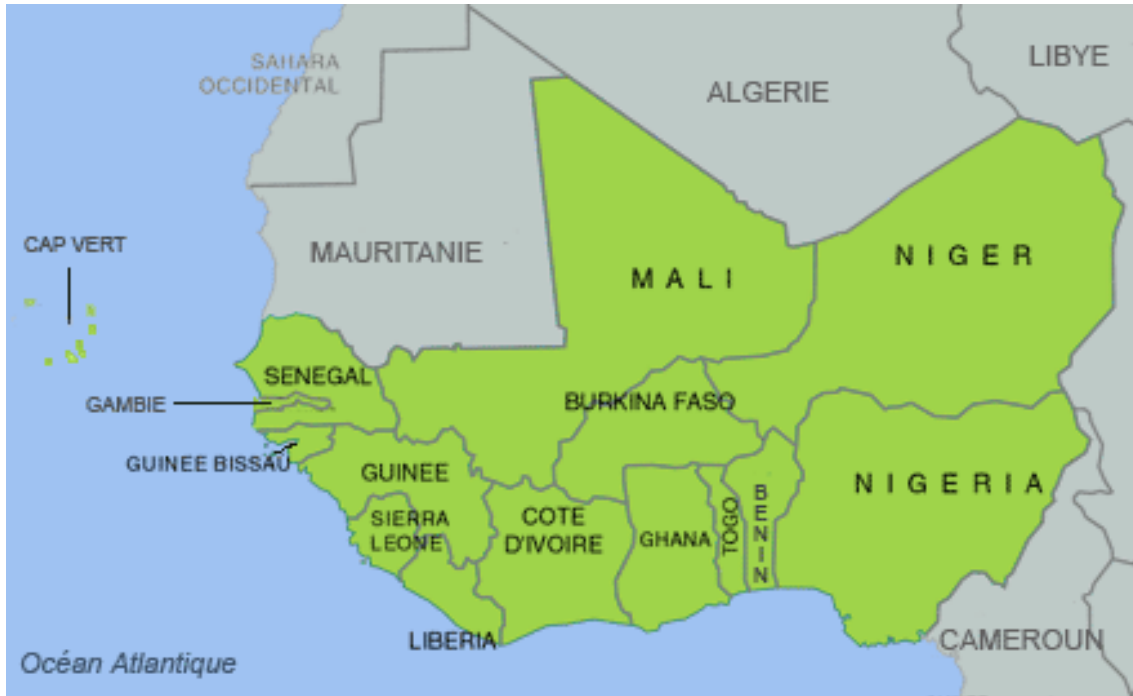 SAHARA
OCCIDENTAL
ALGERIE
LIBYE
CAP VERT
MAURITANIE
MALI
NIGER
SENEGAL
GAMBIE
BURKINA FASO
GUINEE BISSAU
GUINEE
NIGERIA
SIERRA
LEONE
COTE
D'IVOIRE
GHANA
TOGO
BENIN
LIBERIA
CAMEROUN
Océan Atlantique